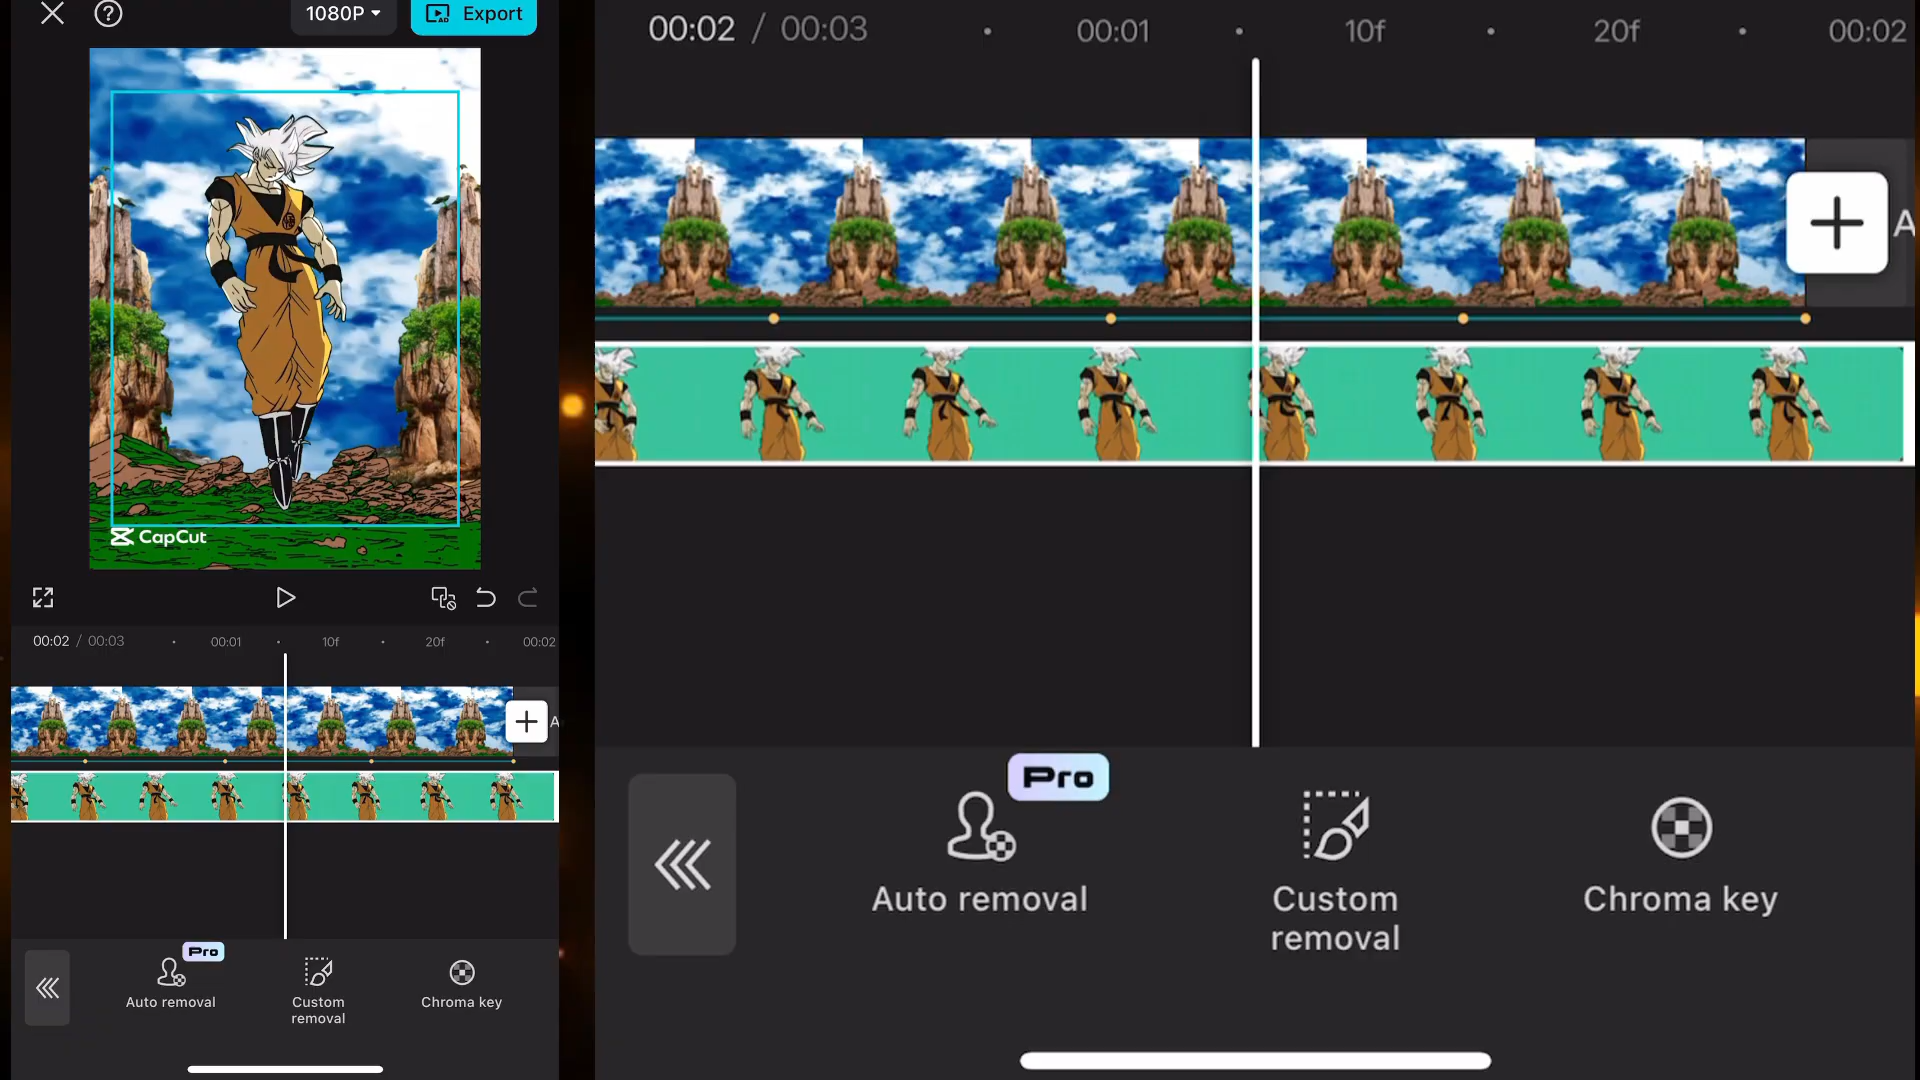 1080P
Export
CapCut
00:02 / 00:03
00:01
10f
20f
00:02
A
Pro
Auto removal
Custom
removal
Chroma key
00:02 / 00:03
00:01
10f
20f
00:02
A
Pro
Auto removal
Custom
removal
Chroma key